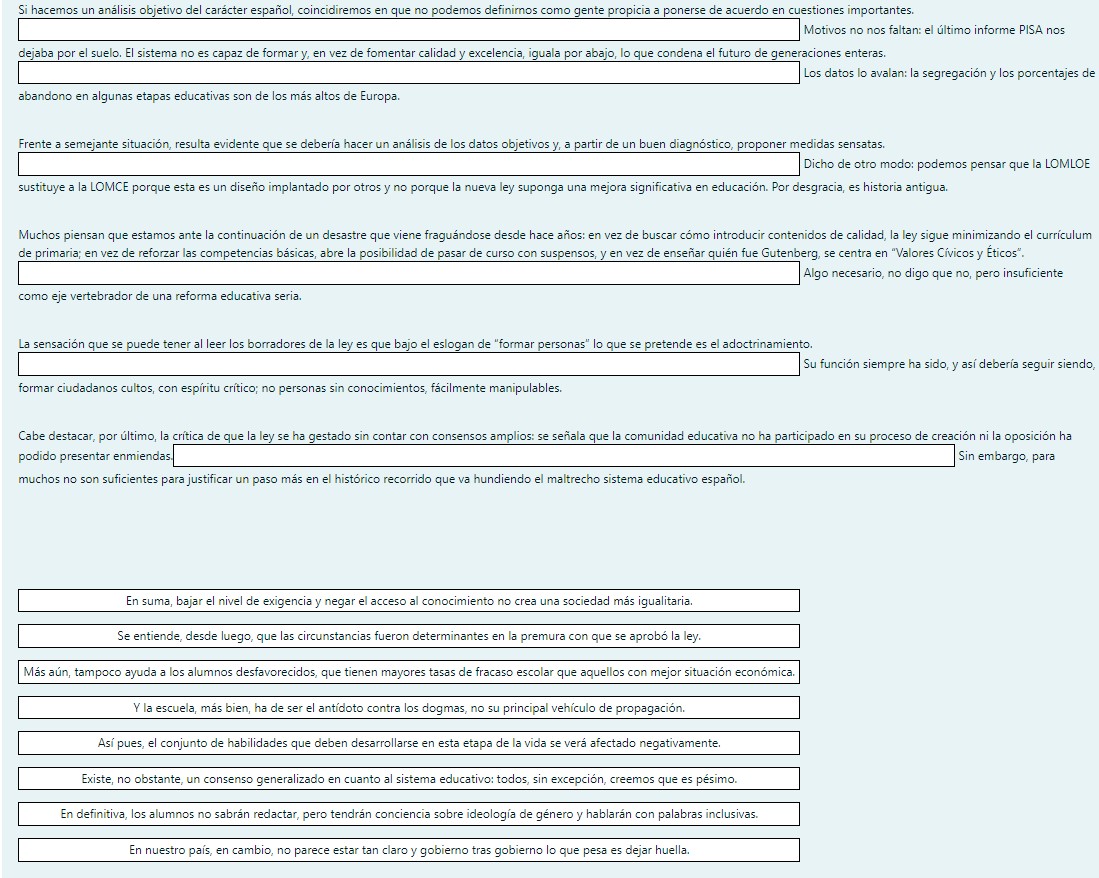 Si hacemos un análisis objetivo del carácter español, coincidiremos en que no podemos definirnos como gente propicia a ponerse de acuerdo en cuestiones importantes.
Motivos no nos faltan: el último informe PISA nos
dejaba por el suelo. El sistema no es capaz de formar y, en vez de fomentar calidad y excelencia, iguala por abajo, lo que condena el futuro de generaciones enteras.
Los datos lo avalan: la segregación y los porcentajes de
abandono en algunas etapas educativas son de los más altos de Europa.
Frente a semejante situación, resulta evidente que se debería hacer un análisis de los datos objetivos y, a partir de un buen diagnóstico, proponer medidas sensatas.
Dicho de otro modo: podemos pensar que la LOMLOE
sustituye a la LOMCE porque esta es un diseño implantado por otros y no porque la nueva ley suponga una mejora significativa en educación. Por desgracia, es historia antigua.
Muchos piensan que estamos ante la continuación de un desastre que viene fraguándose desde hace años: en vez de buscar cómo introducir contenidos de calidad, la ley sigue minimizando el currículum
de primaria; en vez de reforzar las competencias básicas, abre la posibilidad de pasar de curso con suspensos, y en vez de enseñar quién fue Gutenberg, se centra en "Valores Cívicos y Éticos".
Algo necesario, no digo que no, pero insuficiente
como eje vertebrador de una reforma educativa seria.
La sensación que se puede tener al leer los borradores de la ley es que bajo el eslogan de "formar personas" lo que se pretende es el adoctrinamiento.
Su función siempre ha sido, y así debería seguir siendo,
formar ciudadanos cultos, con espíritu crítico; no personas sin conocimientos, fácilmente manipulables.
Cabe destacar, por último, la crítica de que la ley se ha gestado sin contar con consensos amplios: se señala que la comunidad educativa no ha participado en su proceso de creación ni la oposición ha
podido presentar enmiendas. Sin embargo, para
muchos no son suficientes para justificar un paso más en el histórico recorrido que va hundiendo el maltrecho sistema educativo español.
En suma, bajar el nivel de exigencia y negar el acceso al conocimiento no crea una sociedad más igualitaria.
Se entiende, desde luego, que las circunstancias fueron determinantes en la premura con que se aprobó la ley.
Más aún, tampoco ayuda a los alumnos desfavorecidos, que tienen mayores tasas de fracaso escolar que aquellos con mejor situación económica.
Y la escuela, más bien, ha de ser el antídoto contra los dogmas, no su principal vehículo de propagación.
Así pues, el conjunto de habilidades que deben desarrollarse en esta etapa de la vida se verá afectado negativamente.
Existe, no obstante, un consenso generalizado en cuanto al sistema educativo: todos, sin excepción, creemos que es pésimo.
En definitiva, los alumnos no sabrán redactar, pero tendrán conciencia sobre ideología de género y hablarán con palabras inclusivas.
En nuestro país, en cambio, no parece estar tan claro y gobierno tras gobierno lo que pesa es dejar huella.